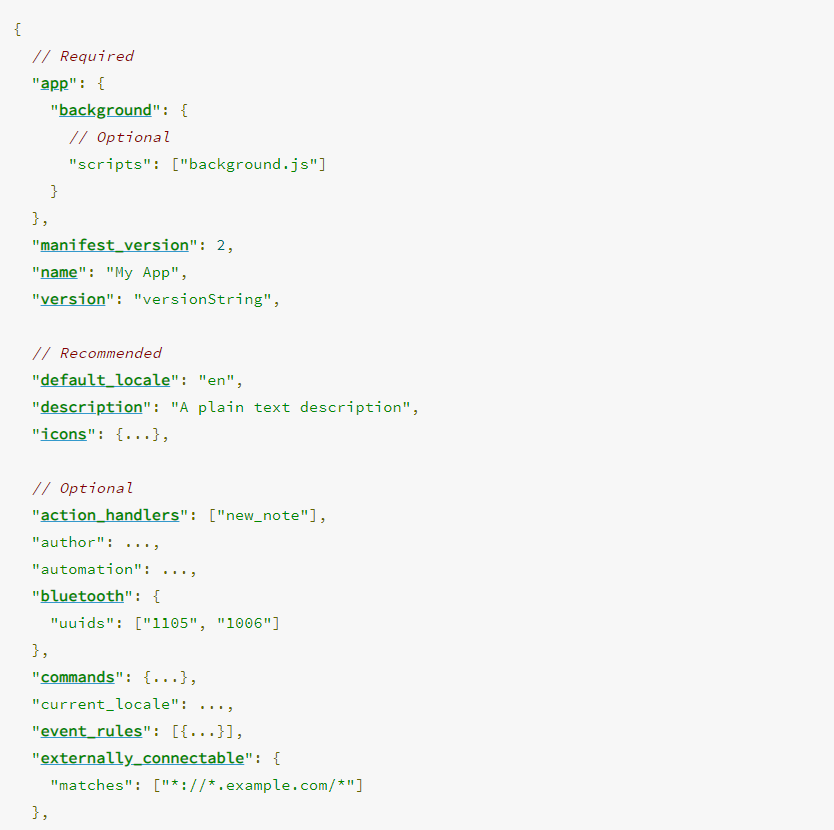 {
// Required
"app": {
"background": {
// Optional
"scripts": ["background.js"]
}
},
"manifest_version": 2,
"name": "My App",
"version": "versionString",
// Recommended
"default_locale": "en",
"description": "A plain text description",
"icons": {...},
// Optional
"action_handlers": ["new_note"],
"author": ...,
"automation": ...,
"bluetooth": {
"uuids": ["1105", "1006"]
},
"commands": {...},
"current_locale": ...,
"event_rules": [{...}],
"externally_connectable": {
"matches": ["*://*.example.com/*"]
},